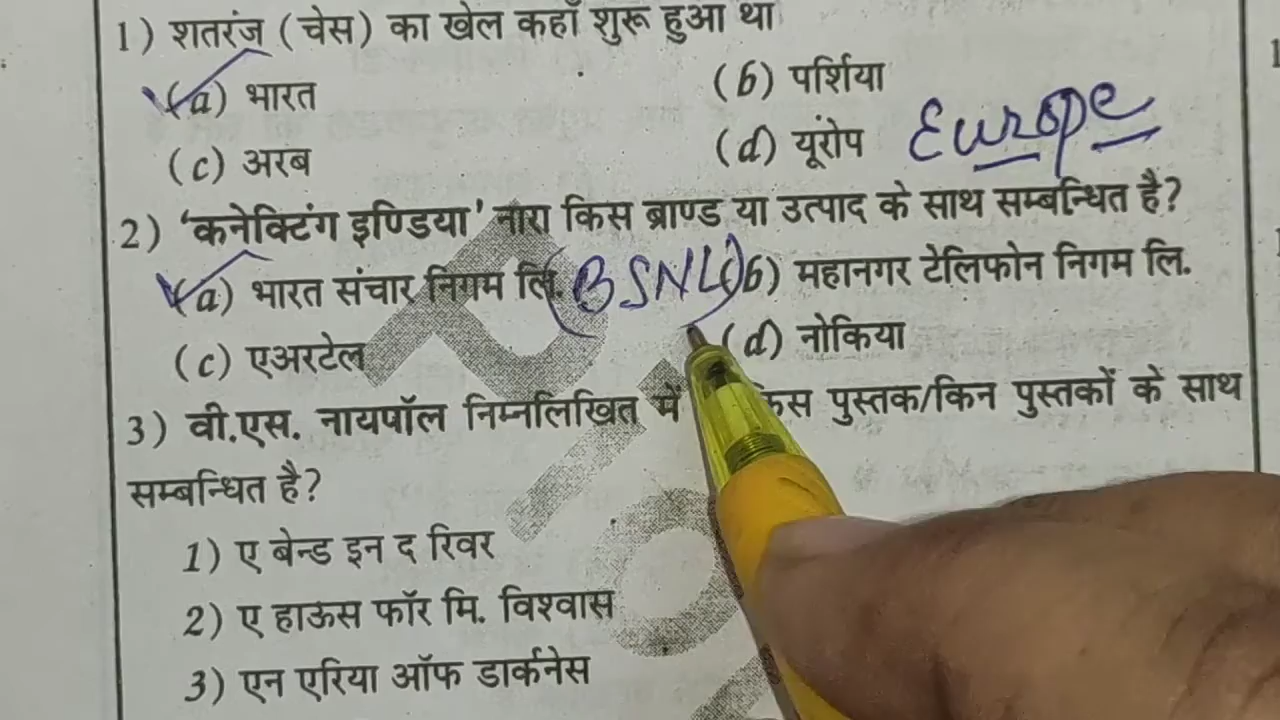 1) शतरंज (चेस) का खेल कहाँ शुरू हुआ था
(a) भारत (b) पर्शिया
(c) अरब (d) यूंरोप Europe
2) 'कनेक्टिंग इण्डिया' नारा किस ब्राण्ड या उत्पाद के साथ सम्बन्धित है?
(a) भारत संचार निगम लि. (BSNL) (b) महानगर टेलिफोन निगम लि.
(c) एअरटेल (d) नोकिया
3) वी.एस. नायपॉल निम्नलिखित में किस पुस्तक/किन पुस्तकों के साथ
सम्बन्धित है?
1) ए बेन्ड इन द रिवर
2) ए हाऊस फॉर मि. विश्वास
3) एन एरिया ऑफ डार्कनेस